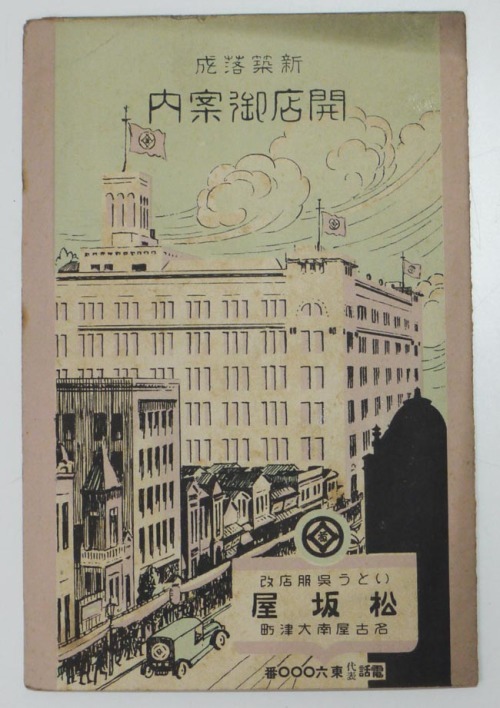 新築落成
開店御案内
いとう呉服店改
松坂屋
名古屋南大津町
電話代表東六〇〇〇番